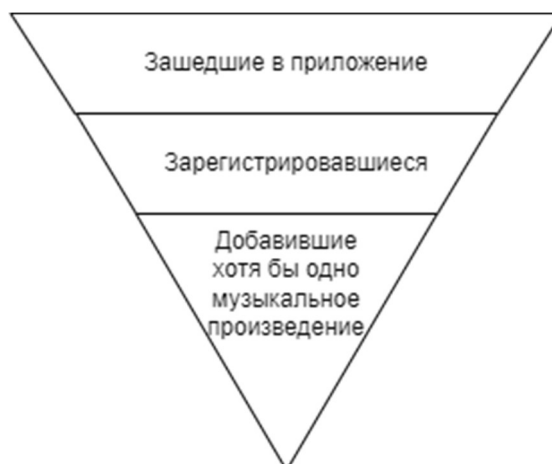 Зашедшие в приложение
Зарегистрировавшиеся
Добавившие
хотя бы одно
музыкальное
произведение